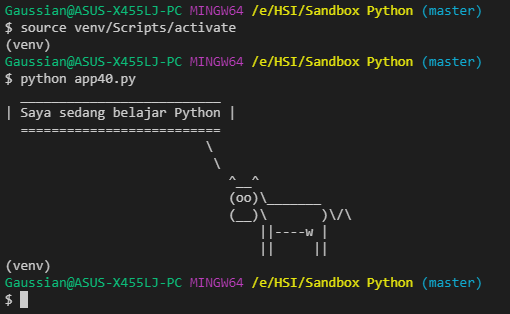 Gaussian@ASUS-X455LJ-PC MINGW64 /e/HSI/Sandbox Python (master)
$ source venv/Scripts/activate
(venv)
Gaussian@ASUS-X455LJ-PC MINGW64 /e/HSI/Sandbox Python (master)
$ python app40.py
  __________________________
| Saya sedang belajar Python |
  ==========================
                          \
                           \
                             ^__^
                             (oo)\_______
                             (__)\       )\/\
                                 ||----w |
                                 ||     ||
(venv)
Gaussian@ASUS-X455LJ-PC MINGW64 /e/HSI/Sandbox Python (master)
$